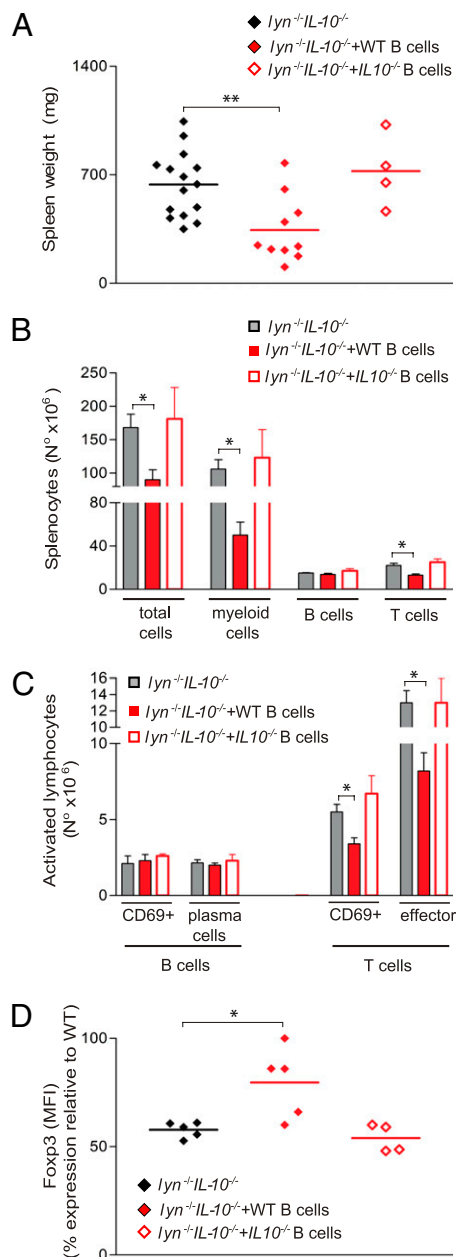 A
lyn-/-IL-10-/-
lyn-/-IL-10-/-+WT B cells
lyn-/-IL-10-/-+IL10-/- B cells
Spleen weight (mg)
1400
700
0
**
B
lyn-/-IL-10-/-
lyn-/-IL-10-/-+WT B cells
lyn-/-IL-10-/-+IL10-/- B cells
Splenocytes (Nº x10⁶)
250
200
150
100
80
40
0
* * *
total cells
myeloid cells
B cells
T cells
C
lyn-/-IL-10-/-
lyn-/-IL-10-/-+WT B cells
lyn-/-IL-10-/-+IL10-/- B cells
Activated lymphocytes
(Nº x10⁻⁶)
16
14
12
10
5
0
* *
CD69+
plasma cells
CD69+
effector
B cells
T cells
D
Foxp3 (MFI)
(% expression relative to WT)
100
50
0
*
lyn-/-IL-10-/-
lyn-/-IL-10-/-+WT B cells
lyn-/-IL-10-/-+IL10-/- B cells